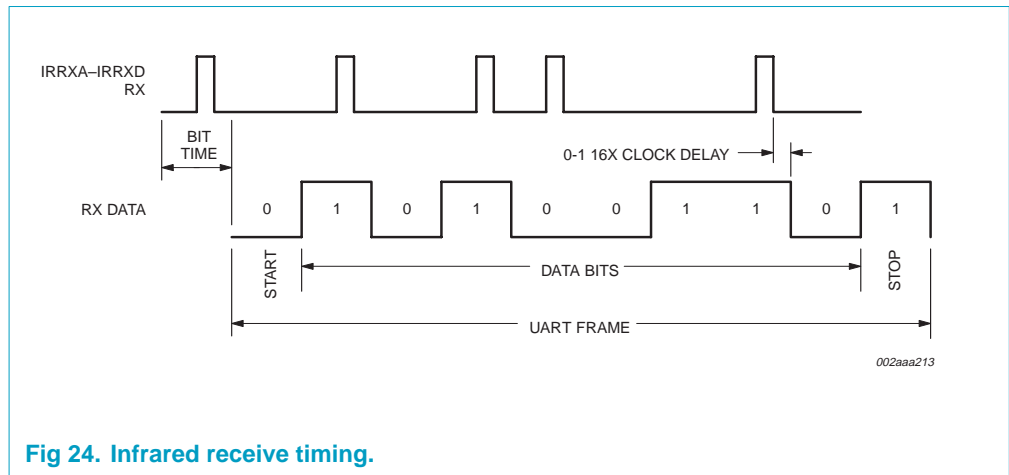 IRRXA–IRRXD
RX
BIT
TIME
0-1 16X CLOCK DELAY
RX DATA
0 1 0 1 0 0 1 1 0 1
START
DATA BITS
STOP
UART FRAME
002aaa213
Fig 24. Infrared receive timing.